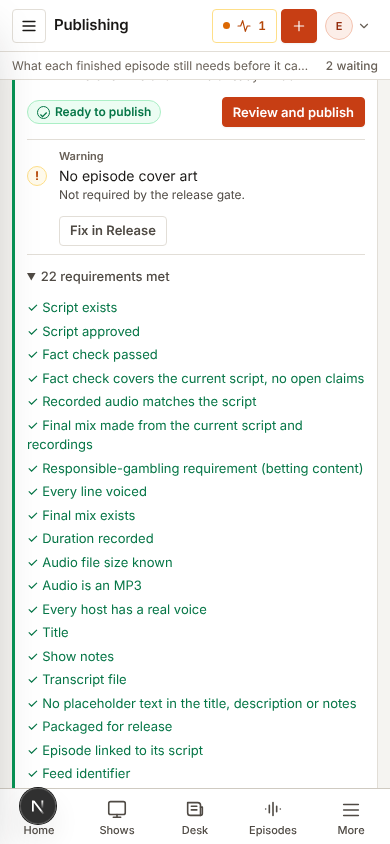 Publishing
1
E
What each finished episode still needs before it ca...
2 waiting
Ready to publish
Review and publish
Warning
!
No episode cover art
Not required by the release gate.
Fix in Release
▼ 22 requirements met
✓ Script exists
✓ Script approved
✓ Fact check passed
✓ Fact check covers the current script, no open claims
✓ Recorded audio matches the script
✓ Final mix made from the current script and
recordings
✓ Responsible-gambling requirement (betting content)
✓ Every line voiced
✓ Final mix exists
✓ Duration recorded
✓ Audio file size known
✓ Audio is an MP3
✓ Every host has a real voice
✓ Title
✓ Show notes
✓ Transcript file
✓ No placeholder text in the title, description or notes
✓ Packaged for release
✓ Episode linked to its script
✓ Feed identifier
N
Home
Shows
Desk
Episodes
More